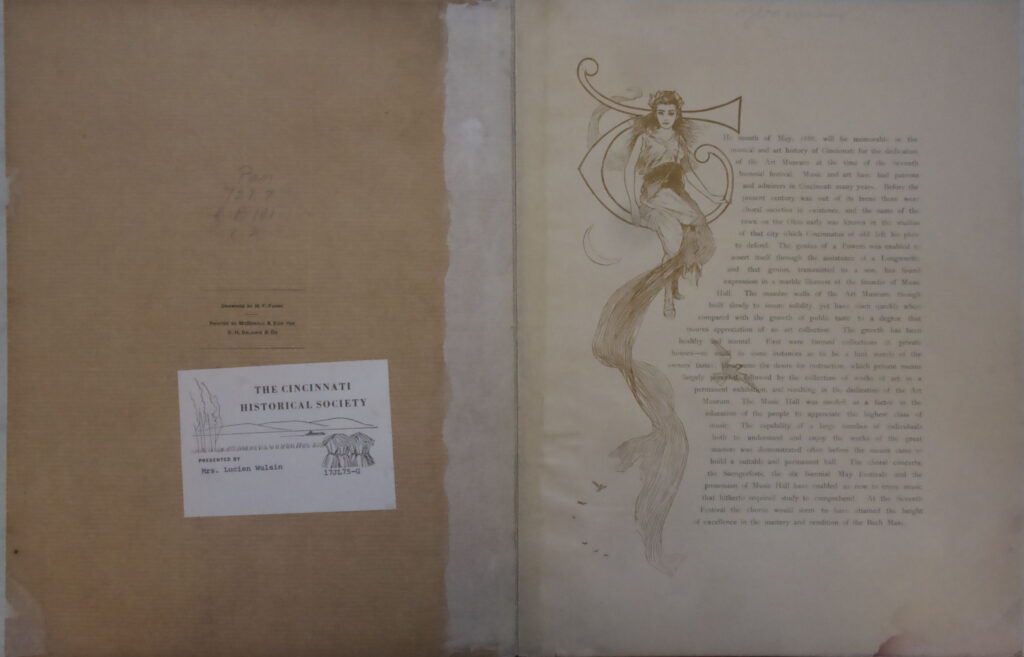 Drawings by H. F. Farny
Printed by McDonald & Eick for
D. H. Baldwin & Co
THE CINCINNATI
HISTORICAL SOCIETY
PRESENTED BY
Mrs. Lucien Wulsin
17JL75-G
The month of May, 1886, will be memorable in the
musical and art history of Cincinnati for the dedication
of the Art Museum at the time of the Seventh
biennial festival. Music and art have had patrons
and admirers in Cincinnati many years. Before the
present century was out of its teens there were
choral societies in existence, and the name of the
town on the Ohio early was known in the studios
of that city which Cincinnatus of old left his plow
to defend. The genius of a Powers was enabled to
assert itself through the assistance of a Longworth;
and that genius, transmitted to a son, has found
expression in a marble likeness of the founder of Music
Hall. The massive walls of the Art Museum, though
built slowly to insure solidity, yet have risen quickly when
compared with the growth of public taste to a degree that
insures appreciation of an art collection. The growth has been
healthy and normal. First were formed collections in private
houses—so small in some instances as to be a hint merely of the
owners' tastes. Then came the desire for instruction, which private rooms
largely provided, followed by the collection of works of art in a
permanent exhibition, and resulting in the dedication of the Art
Museum. The Music Hall was needed as a factor in the
education of the people to appreciate the highest class of
music. The capability of a large number of individuals
both to understand and enjoy the works of the great
masters was demonstrated often before the means came to
build a suitable and permanent hall. The choral concerts,
the Saengerfests, the six biennial May Festivals and the
possession of Music Hall have enabled us now to enjoy music
that hitherto required study to comprehend. At the Seventh
Festival the chorus would seem to have attained the height
of excellence in the mastery and rendition of the Bach Mass.